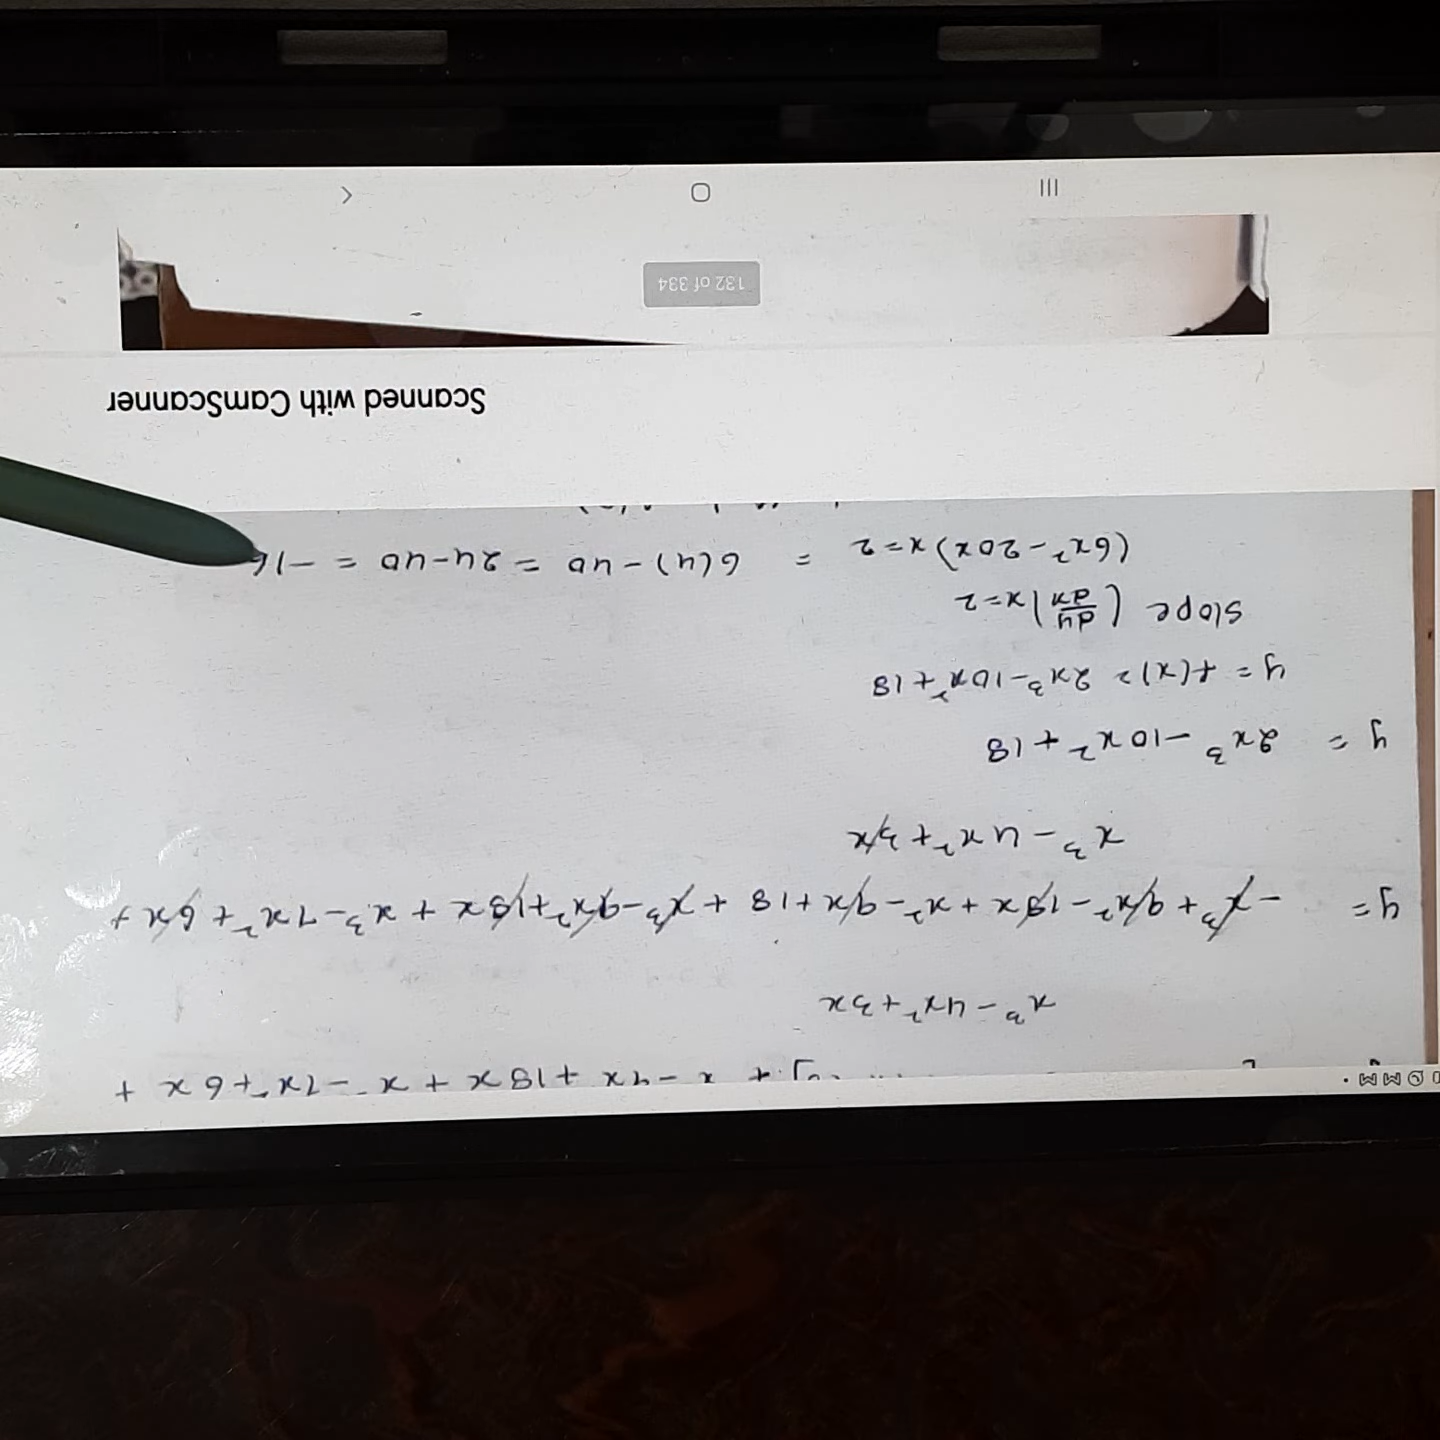 + x - 9x + 18x + x - 7x² + 6x +
x³ - 4x² + 3x
y = - x³ + 9x² - 18x + x² - 9x + 18 + x³ - 9x² + 18x + x³ - 7x² + 6x +
x³ - 4x² + 3x
y = 2x³ - 10x² + 18
y = f(x) = 2x³ - 10x² + 18
Slope (dy/dx) x=2
(6x² - 20x) x=2 = 6(4) - 40 = 24-40 = -16
Scanned with CamScanner
132 of 334